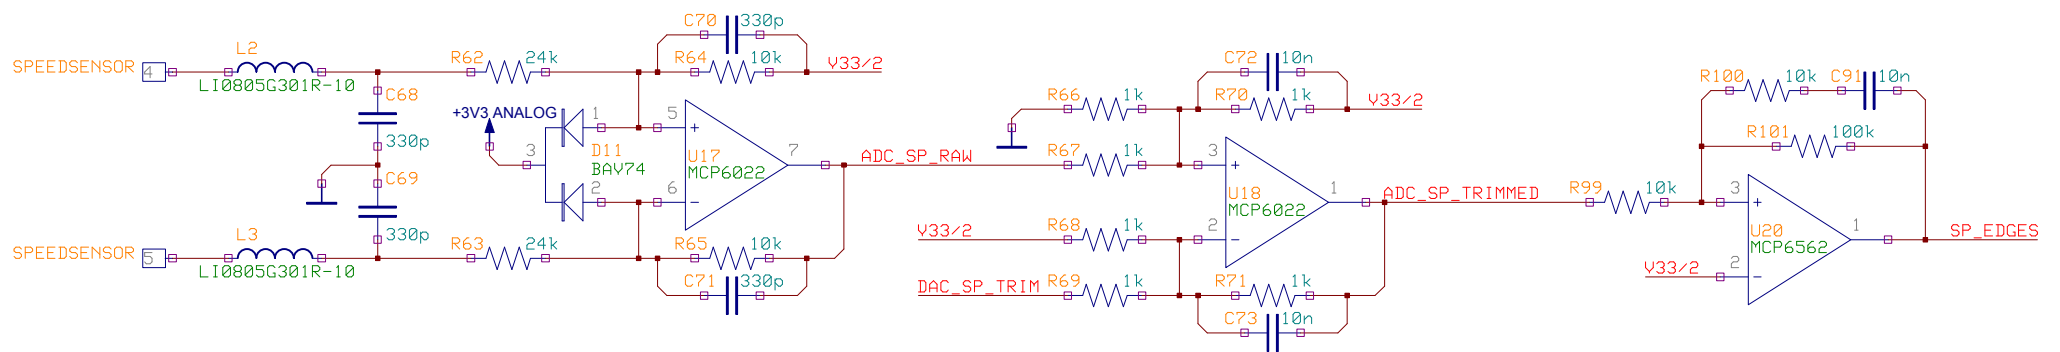 C70 330p
L2
R62 24k
R64 10k
V33/2
SPEEDSENSOR 4
LI0805G301R-10
C68
330p
+3V3 ANALOG
1
3
D11
BAV74
2
5
+
U17
MCP6022
6
−
7
ADC_SP_RAW
C69
330p
L3
SPEEDSENSOR 5
LI0805G301R-10
R63 24k
R65 10k
C71 330p
C72 10n
R66 1k
R70 1k
V33/2
R67 1k
3
+
U18
MCP6022
2
−
1
ADC_SP_TRIMMED
V33/2
R68 1k
DAC_SP_TRIM
R69 1k
R71 1k
C73 10n
R100 10k
C91 10n
R101 100k
R99 10k
3
+
U20
MCP6562
2
−
V33/2
1
SP_EDGES